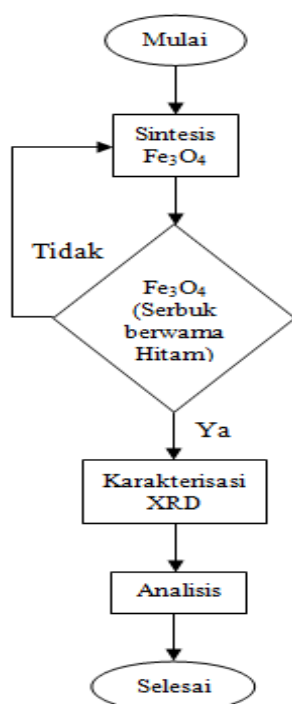 Mulai
Sintesis
Fe₃O₄
Tidak
Fe₃O₄
(Serbuk
berwarna
Hitam)
Ya
Karakterisasi
XRD
Analisis
Selesai